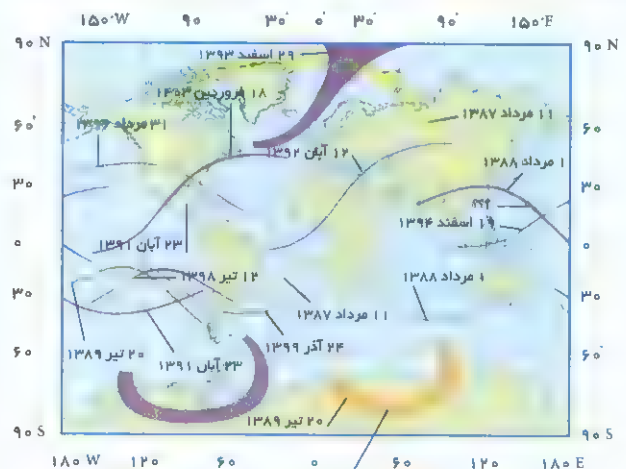 ۱۵۰°W ۹۰ ۳۰° ۰° ۳۰° ۹۰° ۱۵۰°E
۹۰ N ۹۰ N
۲۹ اسفند ۱۳۹۳
۱۸ فروردین ۱۴۰۳
۱۱ مرداد ۱۳۸۷
۶۰° ۶۰
۳۱ مرداد ۱۳۹۶
۱۲ آبان ۱۳۹۲
۱ مرداد ۱۳۸۸
۳۰ ۳۰
۱۹ اسفند ۱۳۹۴
۲۳ آبان ۱۳۹۱
۰ ۰
۱۲ تیر ۱۳۹۸
۱ مرداد ۱۳۸۸
۳۰ ۳۰
۱۱ مرداد ۱۳۸۷
۲۴ آذر ۱۳۹۹
۲۰ تیر ۱۳۸۹
۲۳ آبان ۱۳۹۱
۶۰ ۶۰
۲۰ تیر ۱۳۸۹
۹۰ S ۹۰ S
۱۸۰ W ۱۲۰ ۶۰ ۰ ۶۰ ۱۲۰ ۱۸۰ E